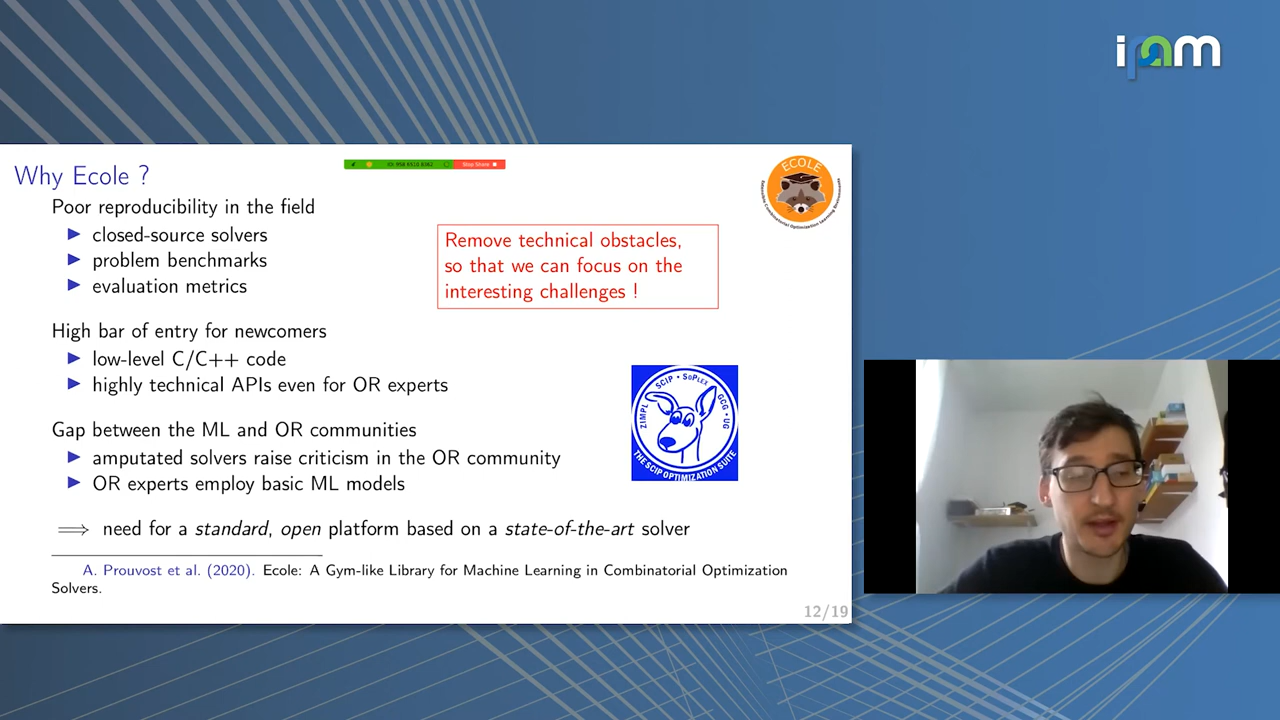 ipam
Why Ecole ?
Stop Share
ECOLE
Poor reproducibility in the field
closed-source solvers
problem benchmarks
evaluation metrics
Remove technical obstacles,
so that we can focus on the
interesting challenges !
High bar of entry for newcomers
low-level C/C++ code
highly technical APIs even for OR experts
ZIMPL • SCIP • SoPlex GCG • UG
THE SCIP OPTIMIZATION SUITE
Gap between the ML and OR communities
amputated solvers raise criticism in the OR community
OR experts employ basic ML models
⟹ need for a standard, open platform based on a state-of-the-art solver
A. Prouvost et al. (2020). Ecole: A Gym-like Library for Machine Learning in Combinatorial Optimization
Solvers.
12/19